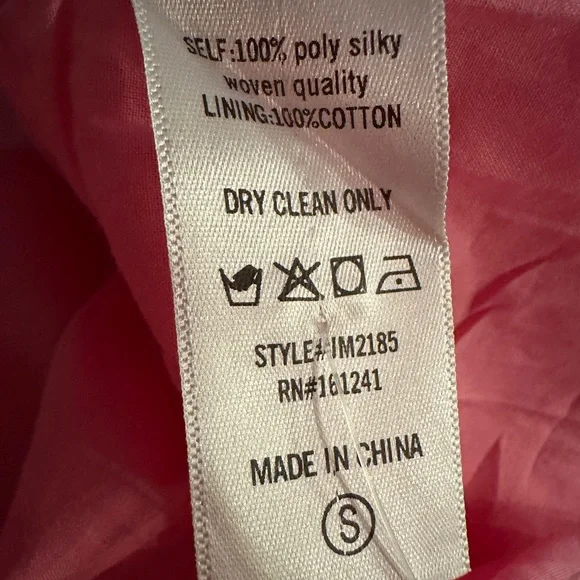 SELF:100% poly silky
woven quality
LINING:100%COTTON
DRY CLEAN ONLY
STYLE#IM2185
RN#161241
MADE IN CHINA
S